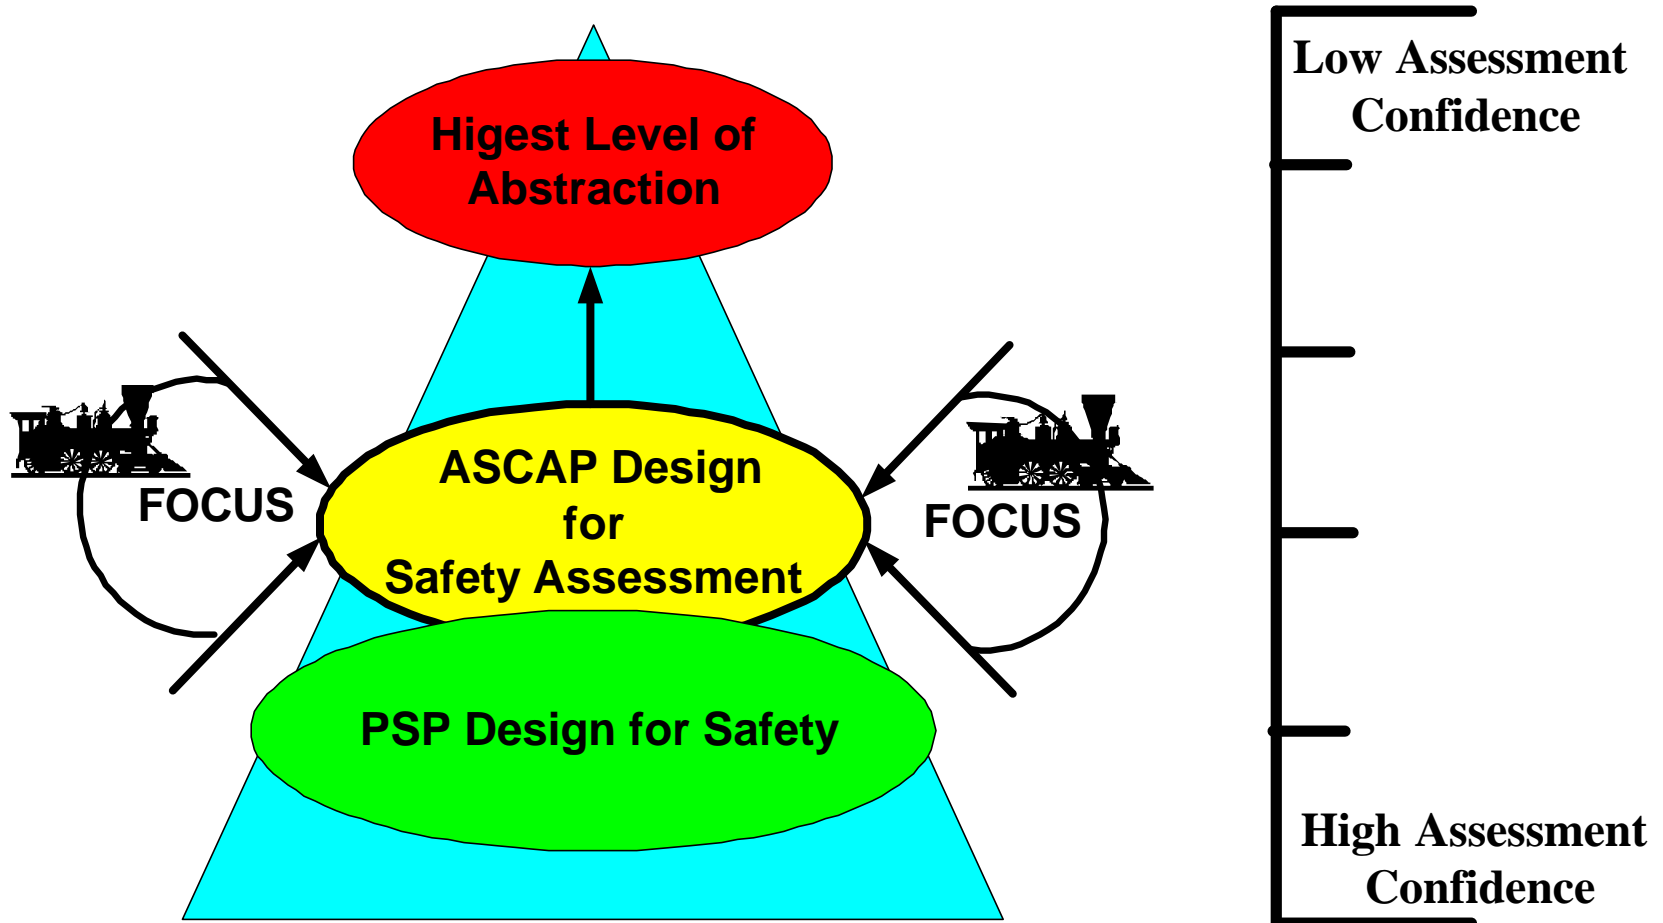 Higest Level of
Abstraction
ASCAP Design
for
Safety Assessment
FOCUS
FOCUS
PSP Design for Safety
Low Assessment
Confidence
High Assessment
Confidence